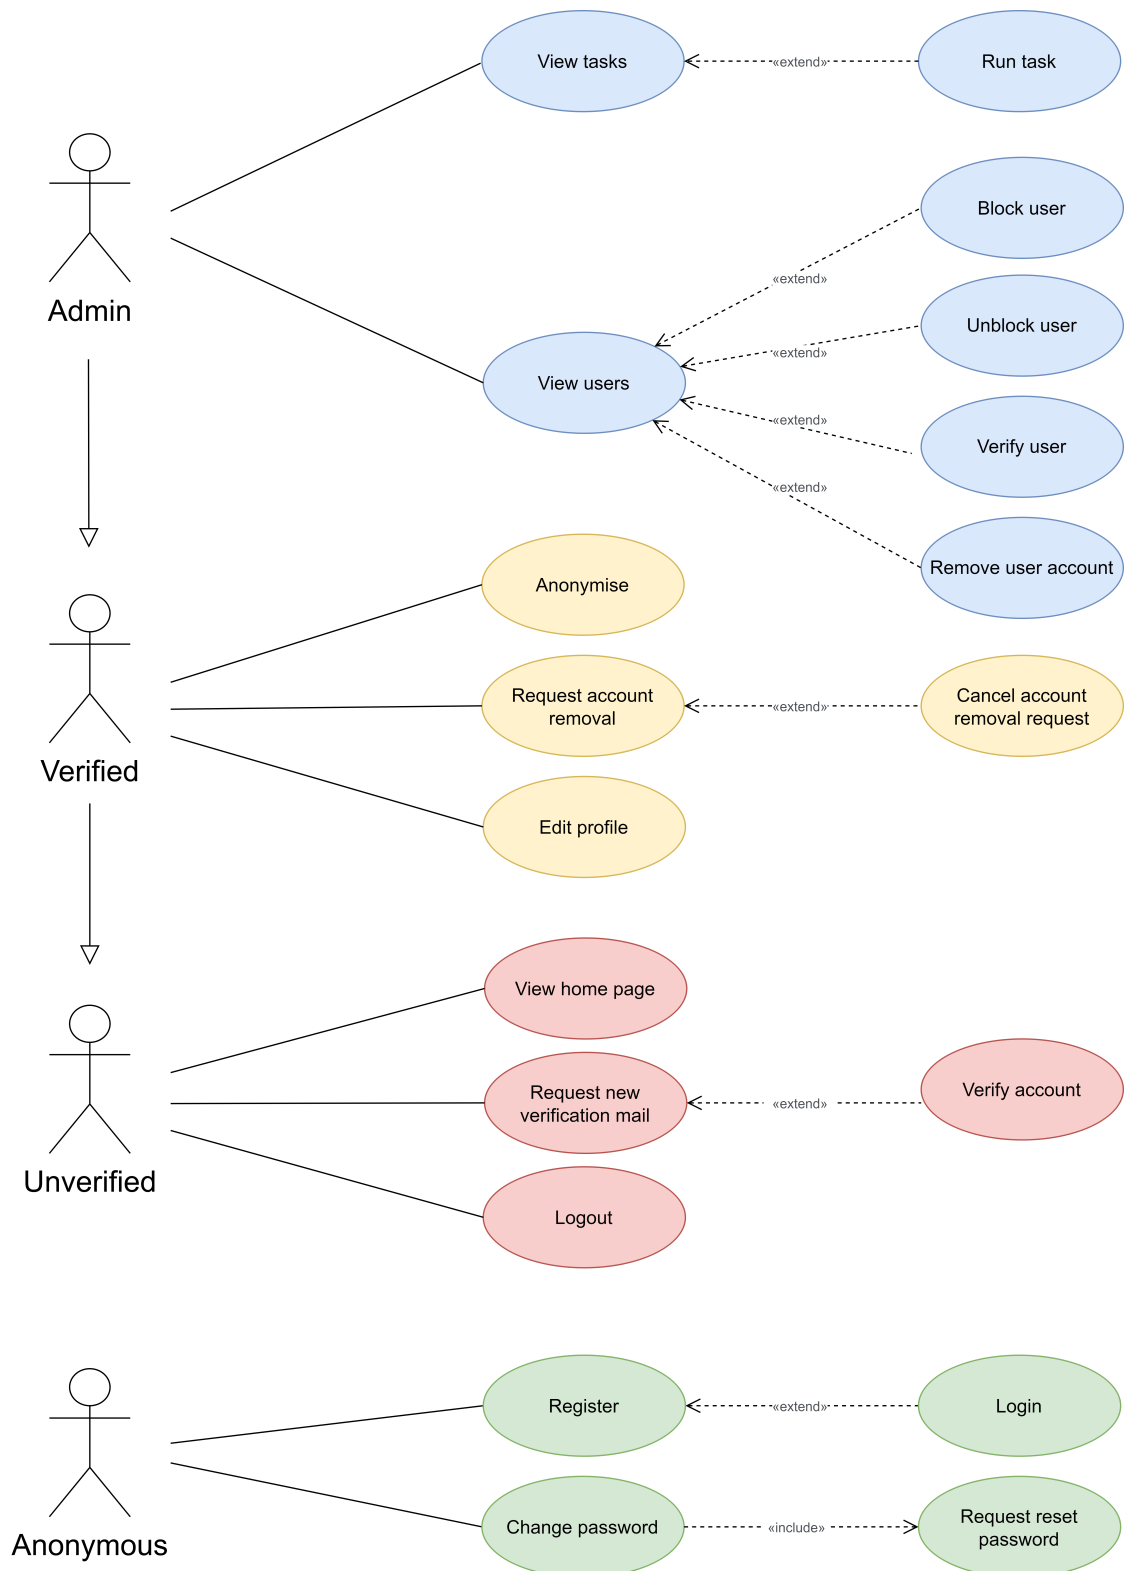 View tasks
«extend»
Run task
Block user
«extend»
Admin
Unblock user
«extend»
View users
«extend»
Verify user
«extend»
Remove user account
Anonymise
Request account
removal
«extend»
Cancel account
removal request
Verified
Edit profile
View home page
Request new
verification mail
«extend»
Verify account
Unverified
Logout
Register
«extend»
Login
Anonymous
Change password
«include»
Request reset
password